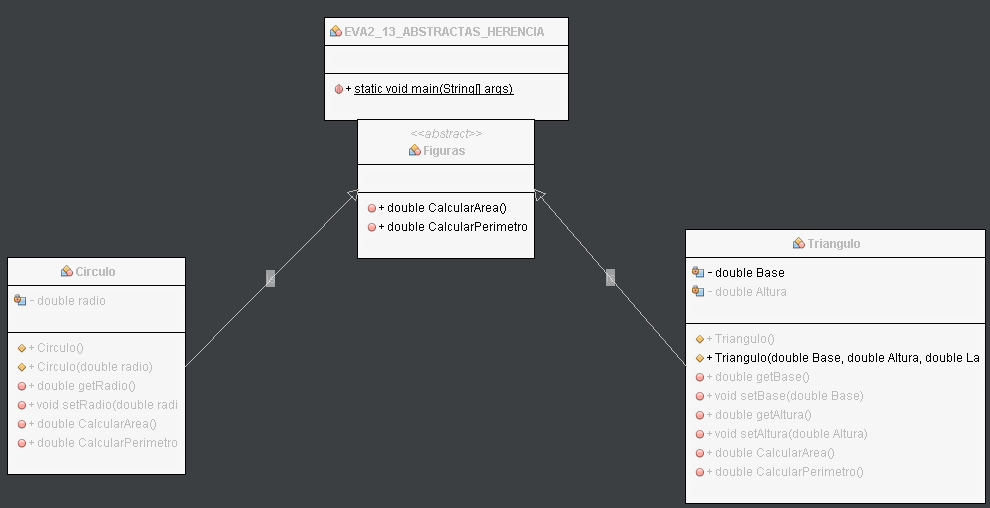 EVA2_13_ABSTRACTAS_HERENCIA
+ static void main(String[] args)
<<abstract>>
Figuras
+ double CalcularArea()
+ double CalcularPerimetro
Circulo
- double radio
+ Circulo()
+ Circulo(double radio)
+ double getRadio()
+ void setRadio(double radi
+ double CalcularArea()
+ double CalcularPerimetro
Triangulo
- double Base
- double Altura
+ Triangulo()
+ Triangulo(double Base, double Altura, double La
+ double getBase()
+ void setBase(double Base)
+ double getAltura()
+ void setAltura(double Altura)
+ double CalcularArea()
+ double CalcularPerimetro()